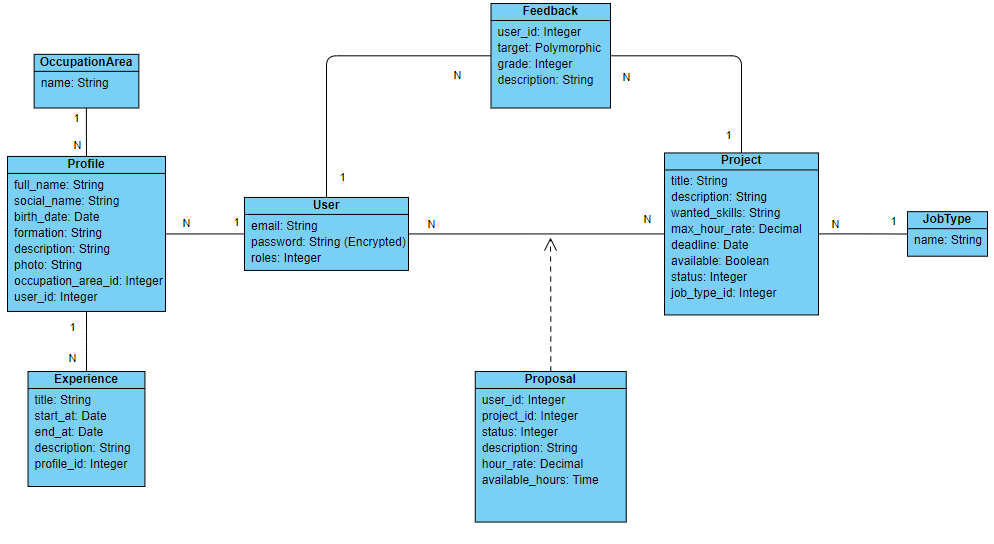 Feedback
user_id: Integer
target: Polymorphic
grade: Integer
description: String
N
N
1
1
OccupationArea
name: String
1
N
Profile
full_name: String
social_name: String
birth_date: Date
formation: String
description: String
photo: String
occupation_area_id: Integer
user_id: Integer
N
1
User
email: String
password: String (Encrypted)
roles: Integer
N
N
Project
title: String
description: String
wanted_skills: String
max_hour_rate: Decimal
deadline: Date
available: Boolean
status: Integer
job_type_id: Integer
N
1
JobType
name: String
1
N
Experience
title: String
start_at: Date
end_at: Date
description: String
profile_id: Integer
Proposal
user_id: Integer
project_id: Integer
status: Integer
description: String
hour_rate: Decimal
available_hours: Time